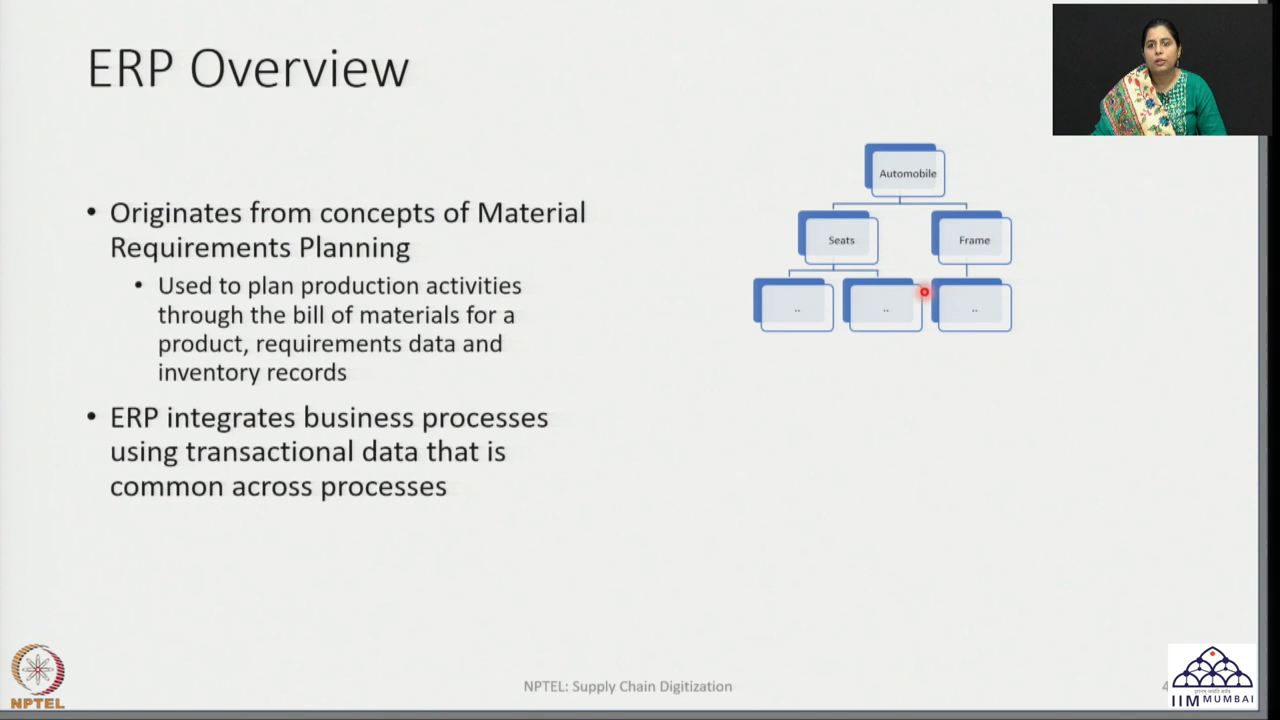 ERP Overview
• Originates from concepts of Material
Requirements Planning
• Used to plan production activities
through the bill of materials for a
product, requirements data and
inventory records
• ERP integrates business processes
using transactional data that is
common across processes
Automobile
Seats
Frame
..
..
..
NPTEL
NPTEL: Supply Chain Digitization
4
IIM MUMBAI